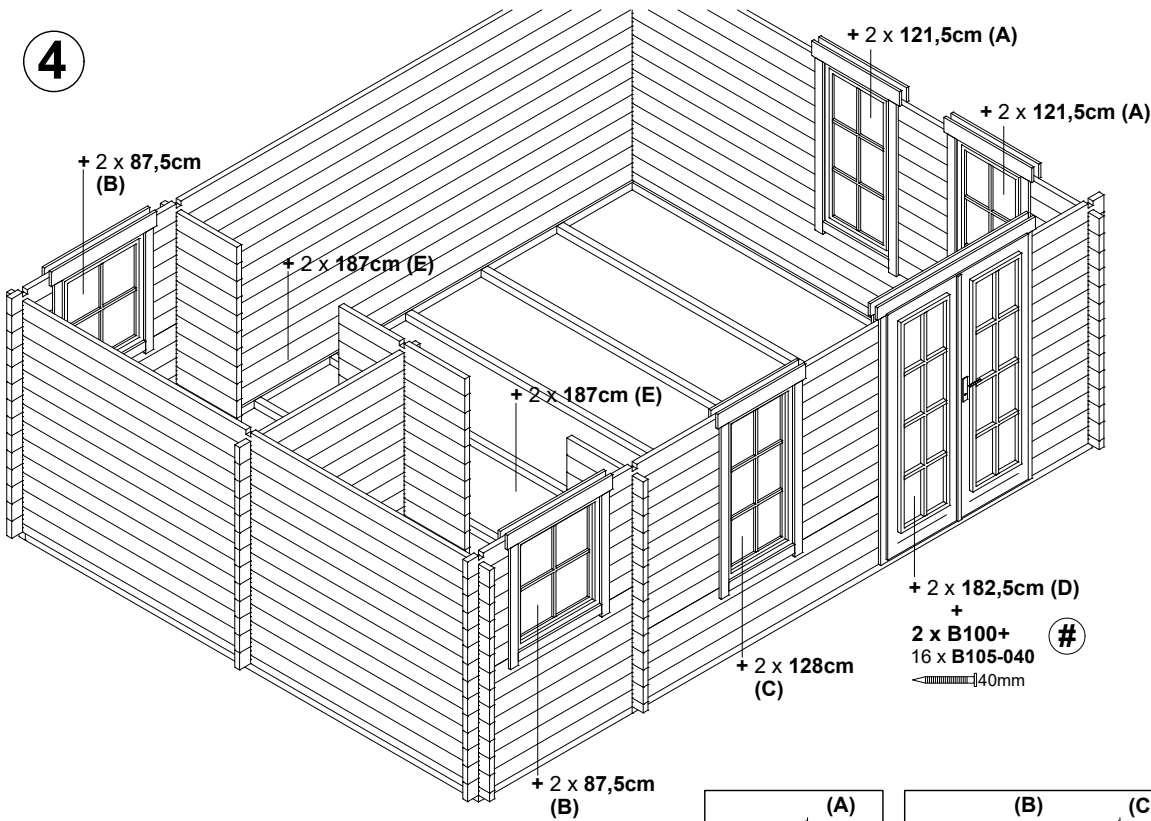 4
+ 2 x 121,5cm (A)
+ 2 x 121,5cm (A)
+ 2 x 87,5cm
(B)
+ 2 x 187cm (E)
+ 2 x 187cm (E)
+ 2 x 182,5cm (D)
+
2 x B100+
#
16 x B105-040
40mm
+ 2 x 128cm
(C)
+ 2 x 87,5cm
(B)
(A)
(B)
(C